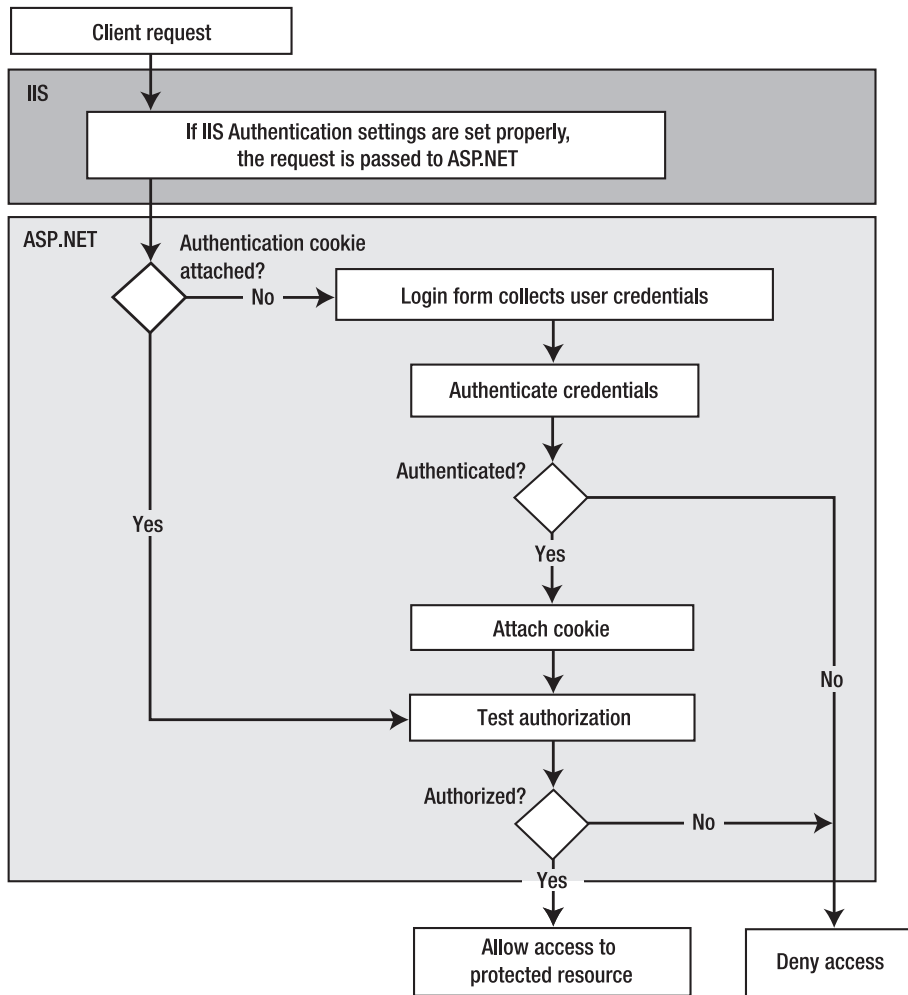 Client request
IIS
If IIS Authentication settings are set properly,
the request is passed to ASP.NET
ASP.NET
Authentication cookie
attached?
No
Login form collects user credentials
Authenticate credentials
Authenticated?
Yes
Yes
Attach cookie
No
Test authorization
Authorized?
No
Yes
Allow access to
protected resource
Deny access